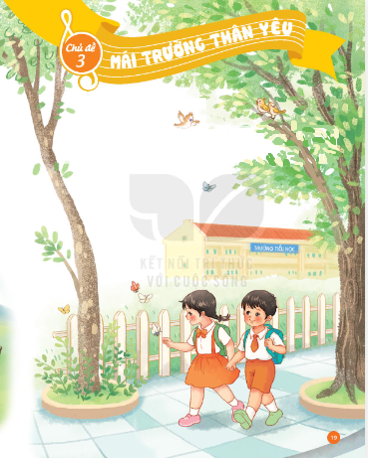 Chủ đề
3
MÁI TRƯỜNG THÂN YÊU
TRƯỜNG TIỂU HỌC
KẾT NỐI TRI THỨC
VỚI CUỘC SỐNG
19